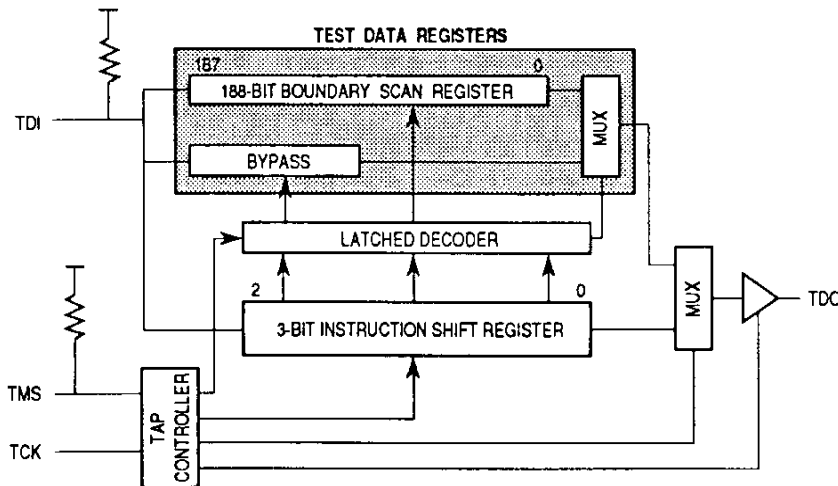 TEST DATA REGISTERS
187
0
188-BIT BOUNDARY SCAN REGISTER
TDI
MUX
BYPASS
LATCHED DECODER
2
0
3-BIT INSTRUCTION SHIFT REGISTER
MUX
TDO
TMS
TAP
CONTROLLER
TCK